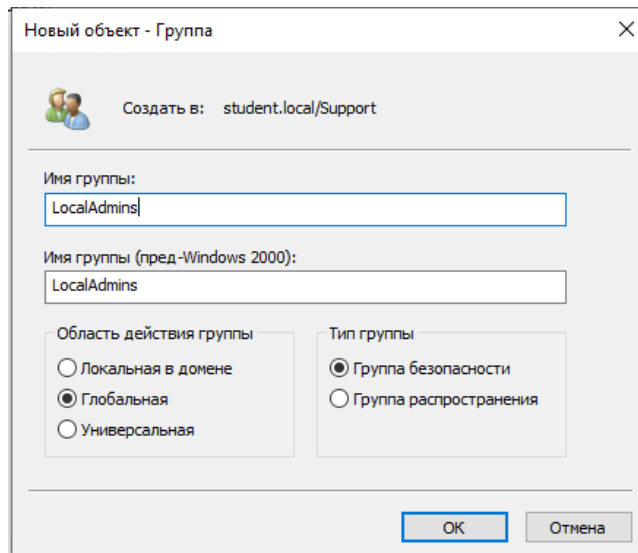 Новый объект - Группа
Создать в: student.local/Support
Имя группы:
LocalAdmins
Имя группы (пред-Windows 2000):
LocalAdmins
Область действия группы
Локальная в домене
Глобальная
Универсальная
Тип группы
Группа безопасности
Группа распространения
OK
Отмена